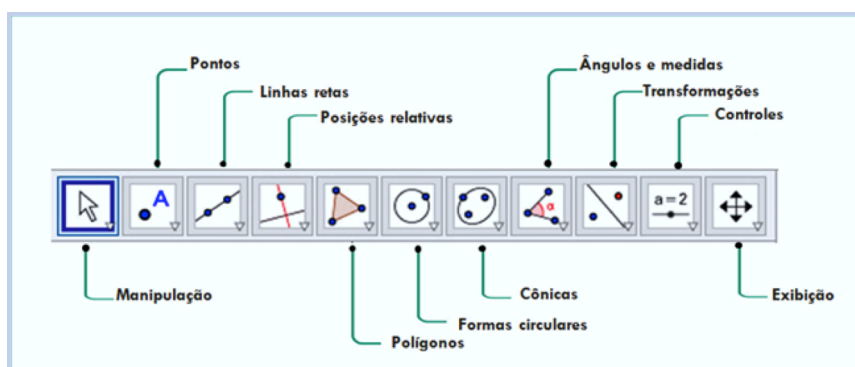 Pontos
Ângulos e medidas
Linhas retas
Transformações
Posições relativas
Controles
A
α
a=2
Manipulação
Cônicas
Exibição
Formas circulares
Polígonos